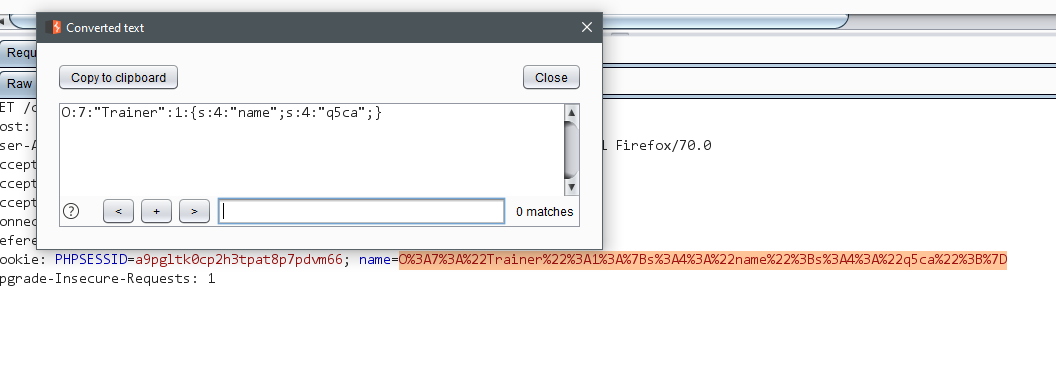 Converted text
Requ
Copy to clipboard
Close
Raw
ET /c
O:7:"Trainer":1:{s:4:"name";s:4:"q5ca";}
ost:
ser-A
Firefox/70.0
ccept
ccept
ccept
? < + > 0 matches
onnec
efere
ookie: PHPSESSID=a9pgltk0cp2h3tpat8p7pdvm66; name=O%3A7%3A%22Trainer%22%3A1%3A%7Bs%3A4%3A%22name%22%3Bs%3A4%3A%22q5ca%22%3B%7D
pgrade-Insecure-Requests: 1